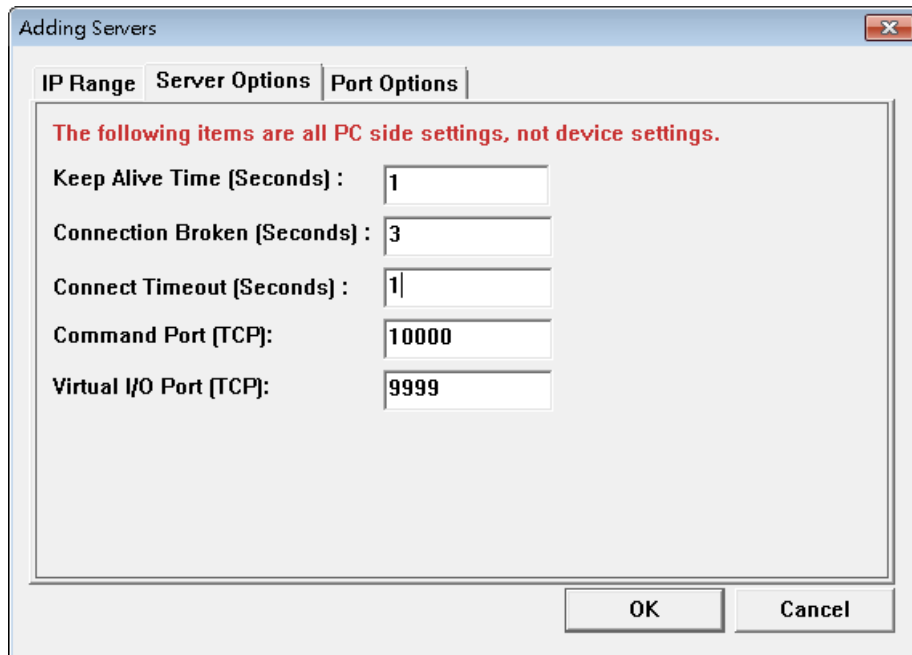 Adding Servers
IP Range Server Options Port Options
The following items are all PC side settings, not device settings.
Keep Alive Time (Seconds) : 1
Connection Broken (Seconds) : 3
Connect Timeout (Seconds) : 1
Command Port (TCP): 10000
Virtual I/O Port (TCP): 9999
OK Cancel